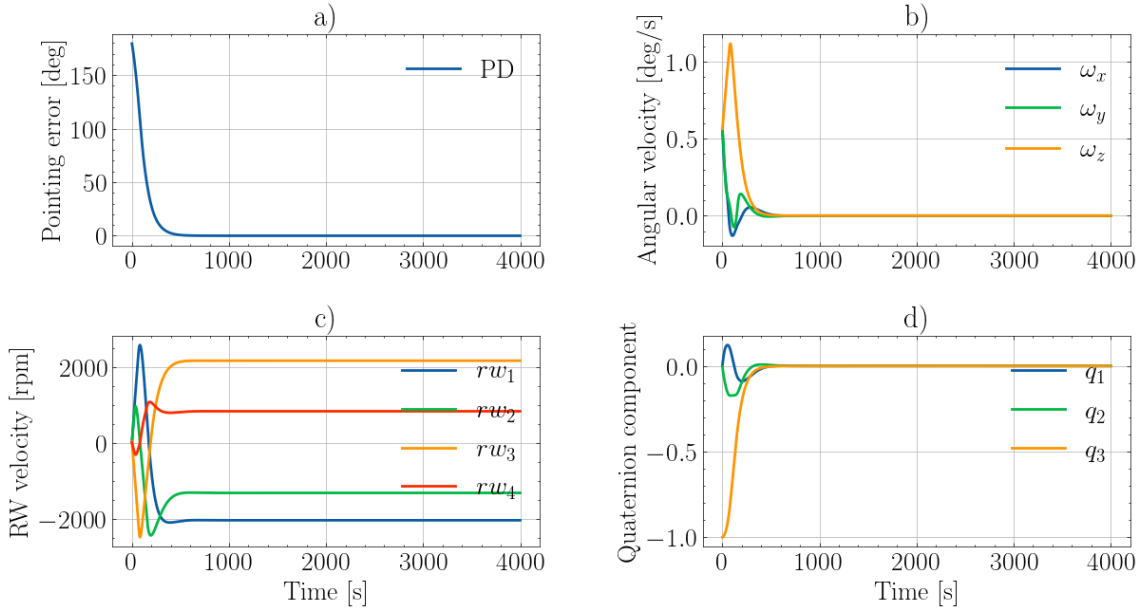 a)
Pointing error [deg]
150
100
50
0
0 1000 2000 3000 4000
PD
b)
Angular velocity [deg/s]
1.0
0.5
0.0
0 1000 2000 3000 4000
ω_x
ω_y
ω_z
c)
RW velocity [rpm]
2000
0
−2000
0 1000 2000 3000 4000
Time [s]
rw_1
rw_2
rw_3
rw_4
d)
Quaternion component
0.0
−0.5
−1.0
0 1000 2000 3000 4000
Time [s]
q_1
q_2
q_3